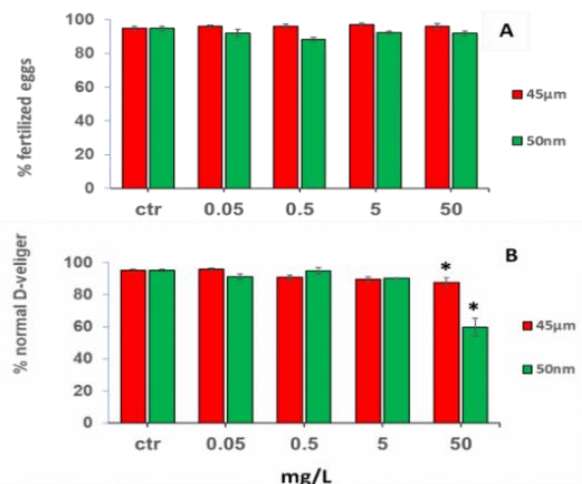 100
80
60
40
20
0
% fertilized eggs
A
45µm
50nm
ctr 0.05 0.5 5 50
100
80
60
40
20
0
% normal D-veliger
B
* 
*
45µm
50nm
ctr 0.05 0.5 5 50
mg/L